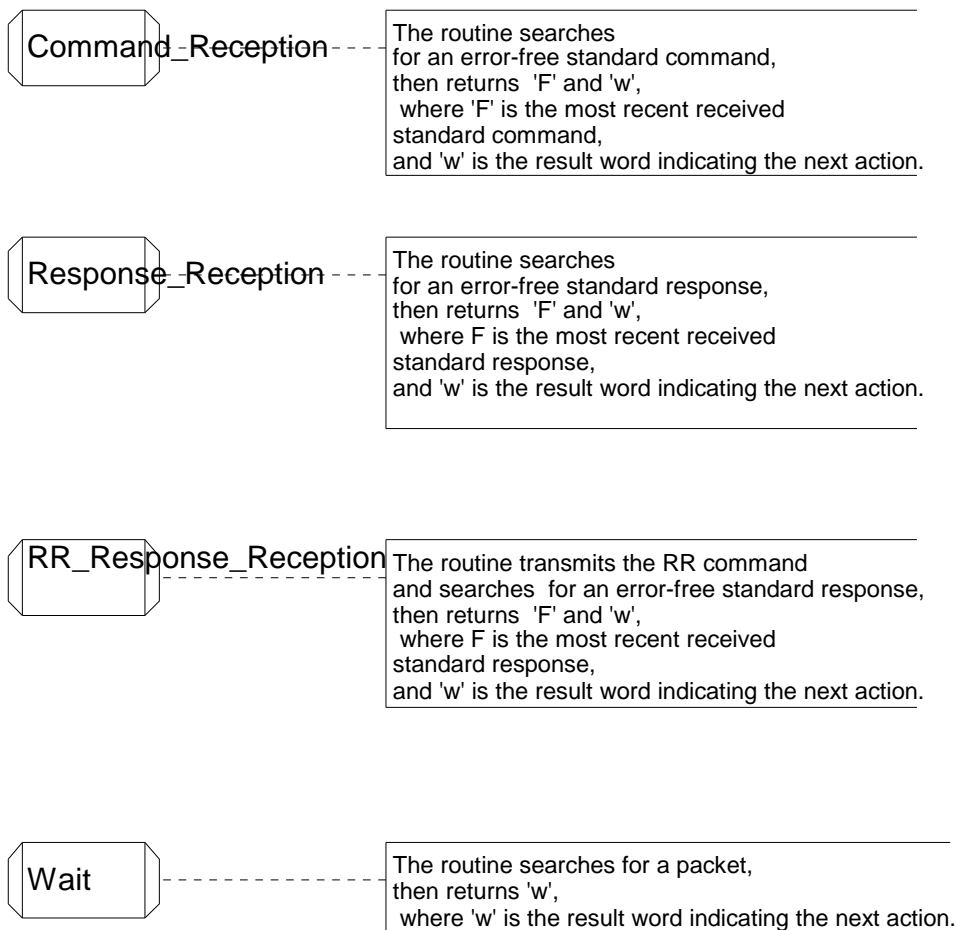 Command_Reception
The routine searches
for an error-free standard command,
then returns  'F' and 'w',
where 'F' is the most recent received
standard command,
and 'w' is the result word indicating the next action.
Response_Reception
The routine searches
for an error-free standard response,
then returns  'F' and 'w',
where F is the most recent received
standard response,
and 'w' is the result word indicating the next action.
RR_Response_Reception
The routine transmits the RR command
and searches  for an error-free standard response,
then returns  'F' and 'w',
where F is the most recent received
standard response,
and 'w' is the result word indicating the next action.
Wait
The routine searches for a packet,
then returns 'w',
where 'w' is the result word indicating the next action.